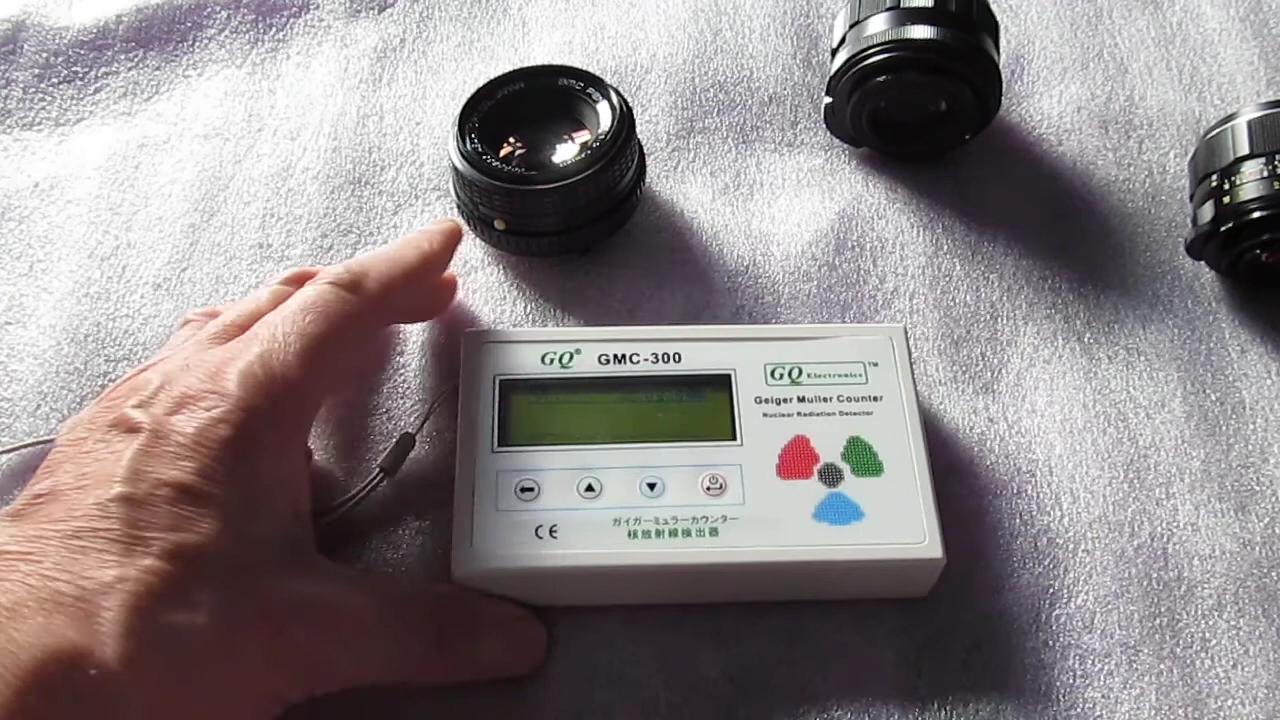 GQ® GMC-300
GQ Electronics™
Geiger Muller Counter
Nuclear Radiation Detector
CE
ガイガーミュラーカウンター
核放射線検出器